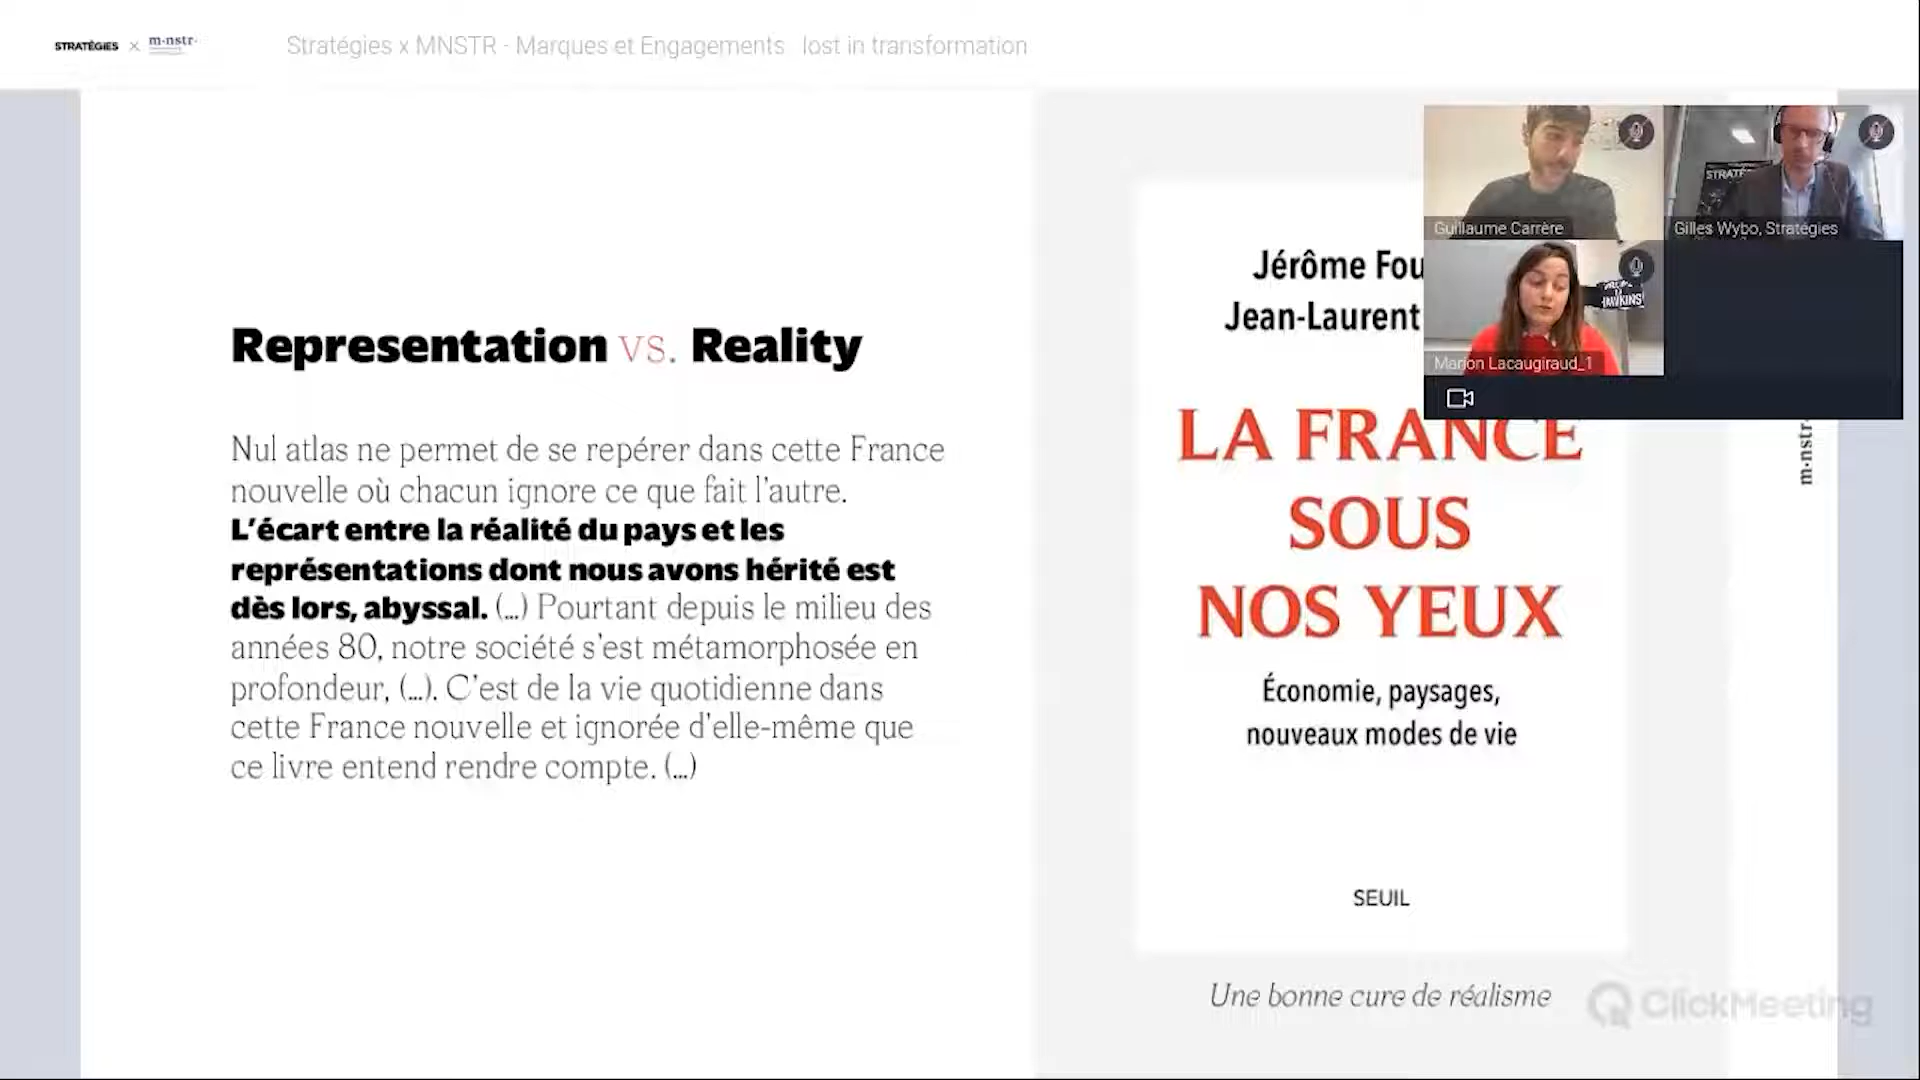 STRATÉGIES × m·nstr·
Stratégies x MNSTR - Marques et Engagements : lost in transformation
Guillaume Carrère
Gilles Wybo, Stratégies
Marion Lacaugiraud_1
Representation vs. Reality
Nul atlas ne permet de se repérer dans cette France
nouvelle où chacun ignore ce que fait l'autre.
L'écart entre la réalité du pays et les
représentations dont nous avons hérité est
dès lors, abyssal. (...) Pourtant depuis le milieu des
années 80, notre société s'est métamorphosée en
profondeur, (...). C'est de la vie quotidienne dans
cette France nouvelle et ignorée d'elle-même que
ce livre entend rendre compte. (...)
Jérôme Fou
Jean-Laurent
LA FRANCE
SOUS
NOS YEUX
Économie, paysages,
nouveaux modes de vie
SEUIL
Une bonne cure de réalisme
m·nstr·
ClickMeeting